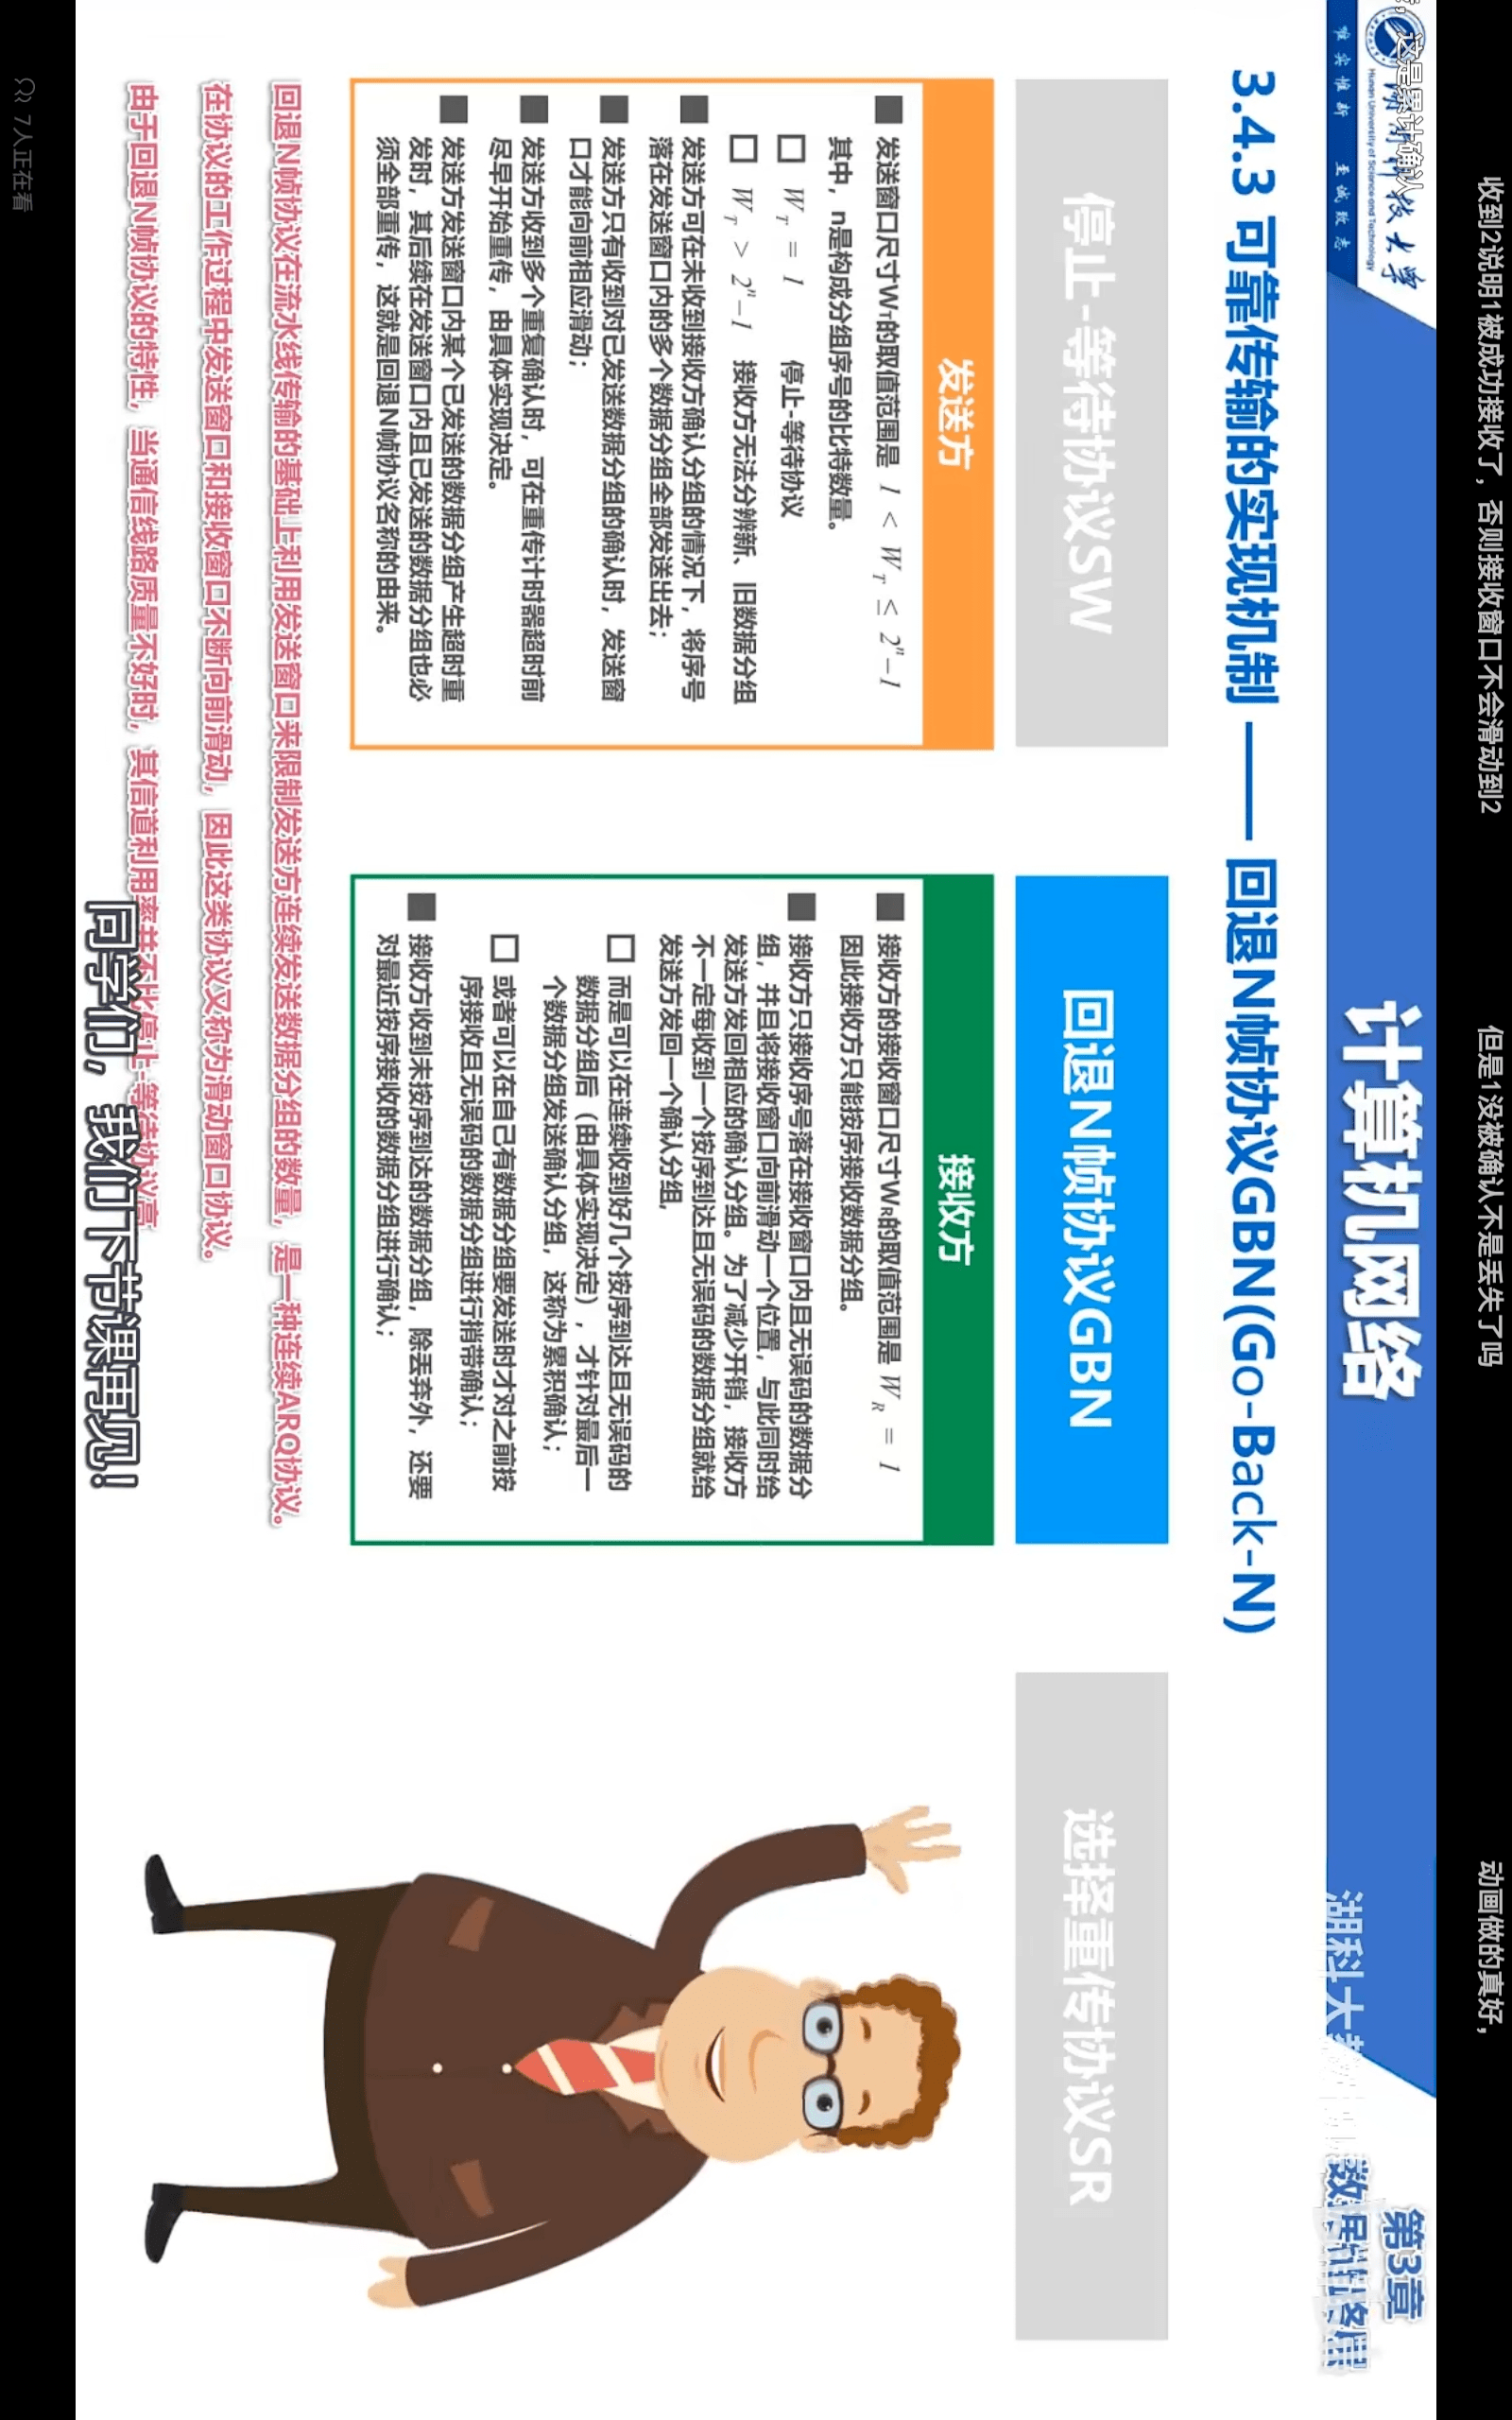 收到2说明1被成功接收了，否则接收窗口不会滑动到2
但是1没被确认不是丢失了吗
动画做的真好，
这是累计确认
Hunan University of Science and Technology
唯实惟新 至诚致远
计算机网络
湖科大教
第3章
数据链路层
3.4.3 可靠传输的实现机制 —— 回退N帧协议GBN(Go-Back-N)
停止-等待协议SW
回退N帧协议GBN
选择重传协议SR
发送方
■ 发送窗口尺寸Wт的取值范围是 1 < W_T ≤ 2ⁿ-1
其中，n是构成分组序号的比特数量。
□ W_T = 1 停止-等待协议
□ W_T > 2ⁿ-1 接收方无法分辨新、旧数据分组
■ 发送方可在未收到接收方确认分组的情况下，将序号
落在发送窗口内的多个数据分组全部发送出去；
■ 发送方只有收到对已发送数据分组的确认时，发送窗
口才能向前相应滑动；
■ 发送方收到多个重复确认时，可在重传计时器超时前
尽早开始重传，由具体实现决定。
■ 发送方发送窗口内某个已发送的数据分组产生超时重
发时，其后续在发送窗口内且已发送的数据分组也必
须全部重传，这就是回退N帧协议名称的由来。
接收方
■ 接收方的接收窗口尺寸Wʀ的取值范围是 W_R = 1
因此接收方只能按序接收数据分组。
■ 接收方只接收序号落在接收窗口内且无误码的数据分
组，并且将接收窗口向前滑动一个位置，与此同时给
发送方发回相应的确认分组。为了减少开销，接收方
不一定每收到一个按序到达且无误码的数据分组就给
发送方发回一个确认分组，
□ 而是可以在连续收到好几个按序到达且无误码的
数据分组后（由具体实现决定），才针对最后一
个数据分组发送确认分组，这称为累积确认；
□ 或者可以在自己有数据分组要发送时才对之前按
序接收且无误码的数据分组进行捎带确认；
■ 接收方收到未按序到达的数据分组，除丢弃外，还要
对最近按序接收的数据分组进行确认；
回退N帧协议在流水线传输的基础上利用发送窗口来限制发送方连续发送数据分组的数量，是一种连续ARQ协议。
在协议的工作过程中发送窗口和接收窗口不断向前滑动，因此这类协议又称为滑动窗口协议。
由于回退N帧协议的特性，当通信线路质量不好时，其信道利用率并不比停止-等待协议高
同学们，我们下节课再见！
7人正在看